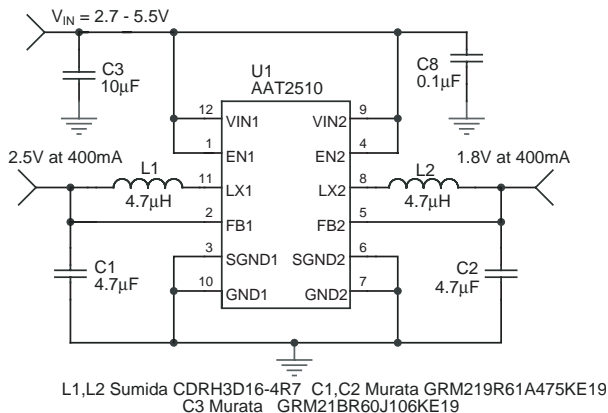 V_IN = 2.7 - 5.5V
C3
10µF
U1
AAT2510
C8
0.1µF
12 VIN1 VIN2 9
1 EN1 EN2 4
2.5V at 400mA
L1
4.7µH
11 LX1 LX2 8
L2
4.7µH
1.8V at 400mA
2 FB1 FB2 5
3 SGND1 SGND2 6
10 GND1 GND2 7
C1
4.7µF
C2
4.7µF
L1,L2 Sumida CDRH3D16-4R7 C1,C2 Murata GRM219R61A475KE19
C3 Murata GRM21BR60J106KE19